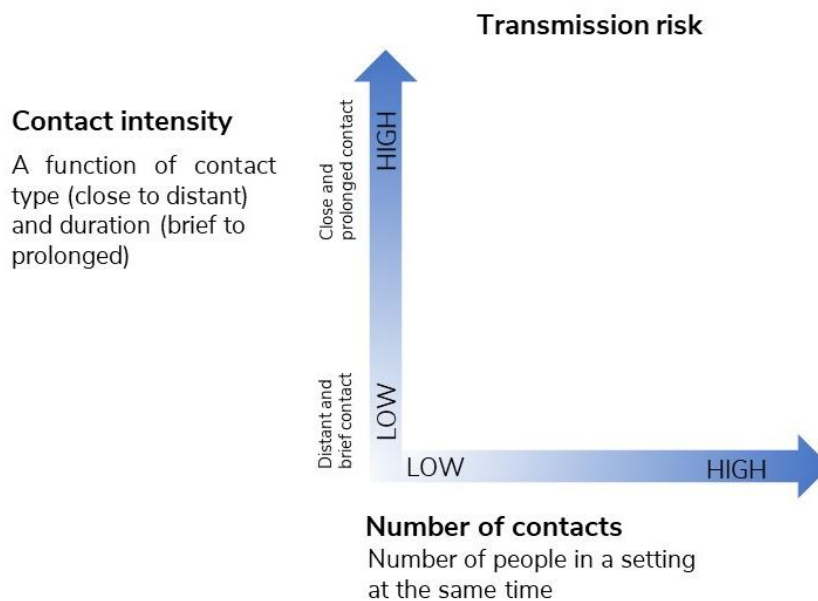 Transmission risk
Contact intensity
A function of contact
type (close to distant)
and duration (brief to
prolonged)
Close and
prolonged contact
HIGH
Distant and
brief contact
LOW
LOW
HIGH
Number of contacts
Number of people in a setting
at the same time